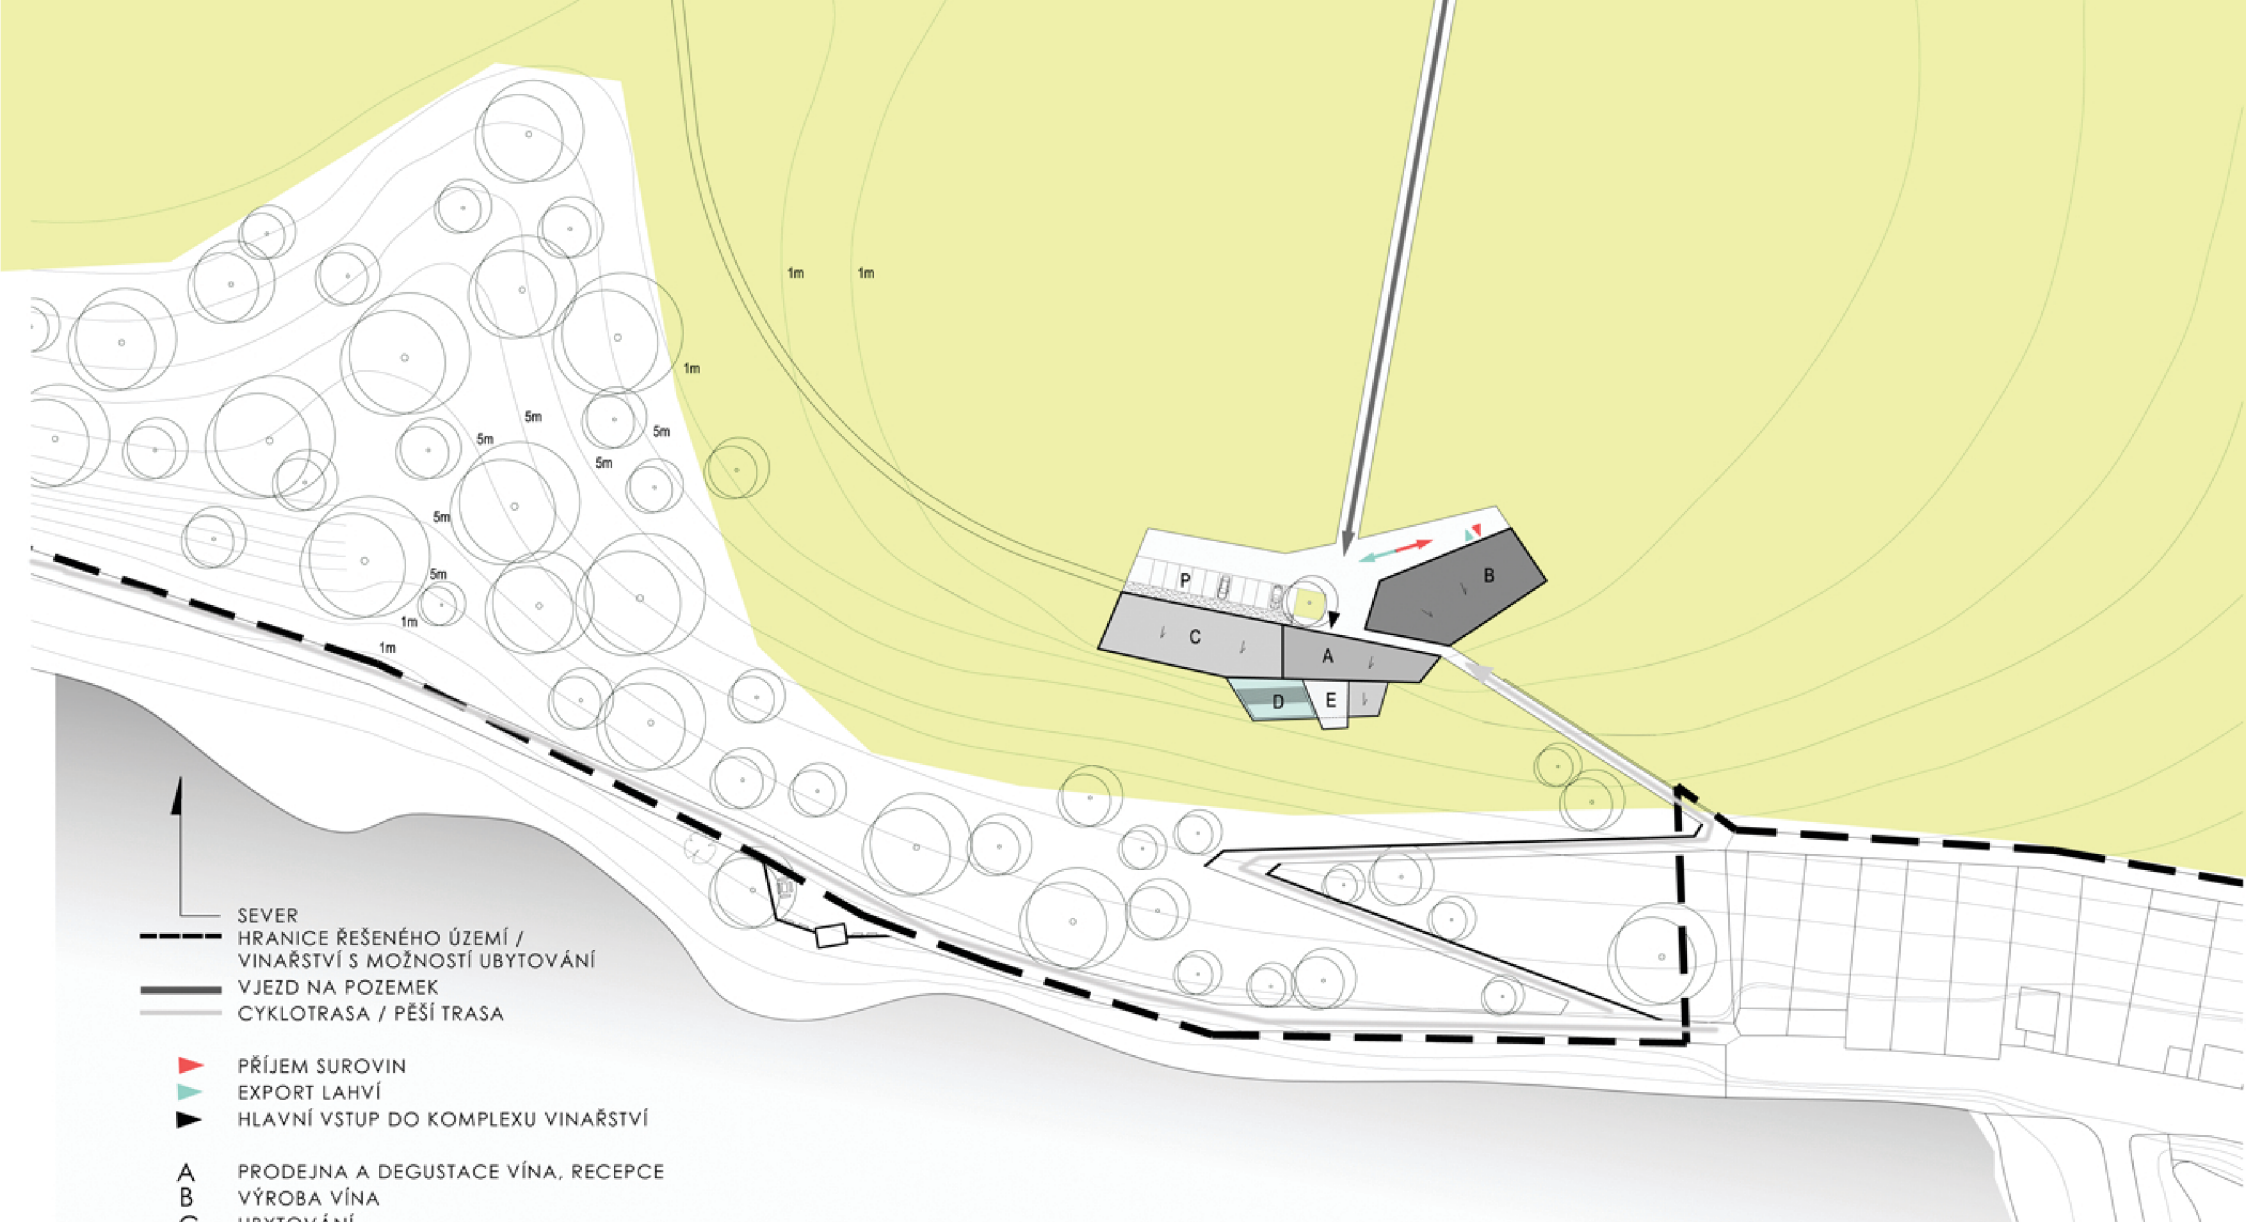 1m
1m
1m
5m
5m
5m
5m
5m
5m
1m
1m
P
B
C
A
D
E
SEVER
HRANICE ŘEŠENÉHO ÚZEMÍ /
VINAŘSTVÍ S MOŽNOSTÍ UBYTOVÁNÍ
VJEZD NA POZEMEK
CYKLOTRASA / PĚŠÍ TRASA
PŘÍJEM SUROVIN
EXPORT LAHVÍ
HLAVNÍ VSTUP DO KOMPLEXU VINAŘSTVÍ
A PRODEJNA A DEGUSTACE VÍNA, RECEPCE
B VÝROBA VÍNA
C UBYTOVÁNÍ